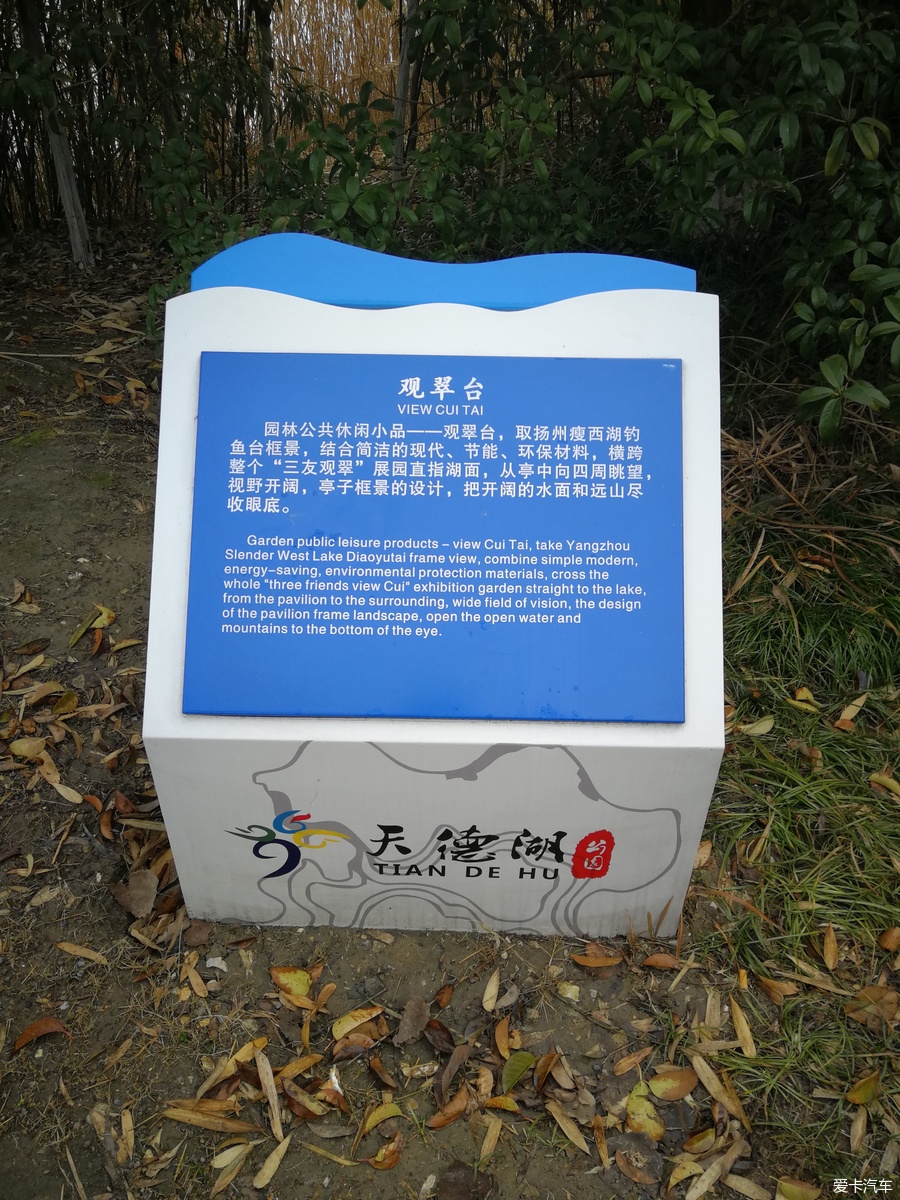 观翠台
VIEW CUI TAI
园林公共休闲小品——观翠台，取扬州瘦西湖钓
鱼台框景，结合简洁的现代、节能、环保材料，横跨
整个“三友观翠”展园直指湖面，从亭中向四周眺望，
视野开阔，亭子框景的设计，把开阔的水面和远山尽
收眼底。
Garden public leisure products - view Cui Tai, take Yangzhou
Slender West Lake Diaoyutai frame view, combine simple modern,
energy-saving, environmental protection materials, cross the
whole "three friends view Cui" exhibition garden straight to the lake,
from the pavilion to the surrounding, wide field of vision, the design
of the pavilion frame landscape, open the open water and
mountains to the bottom of the eye.
天德湖 公园
TIAN DE HU
爱卡汽车